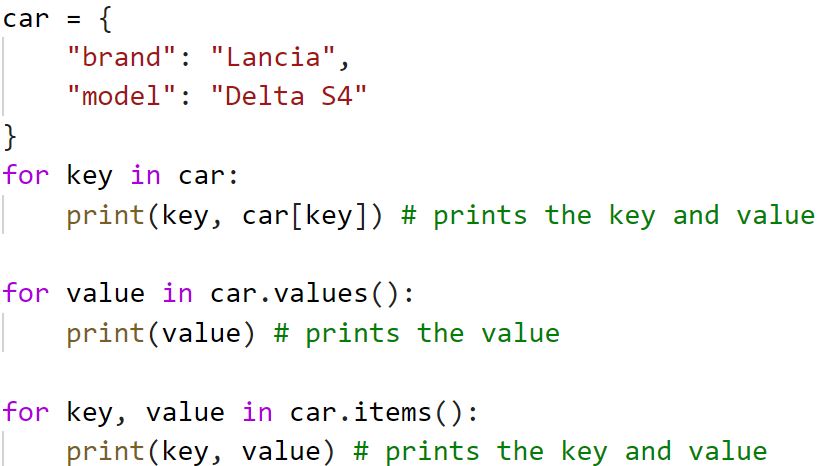 car = {
    "brand": "Lancia",
    "model": "Delta S4"
}
for key in car:
    print(key, car[key]) # prints the key and value
for value in car.values():
    print(value) # prints the value
for key, value in car.items():
    print(key, value) # prints the key and value